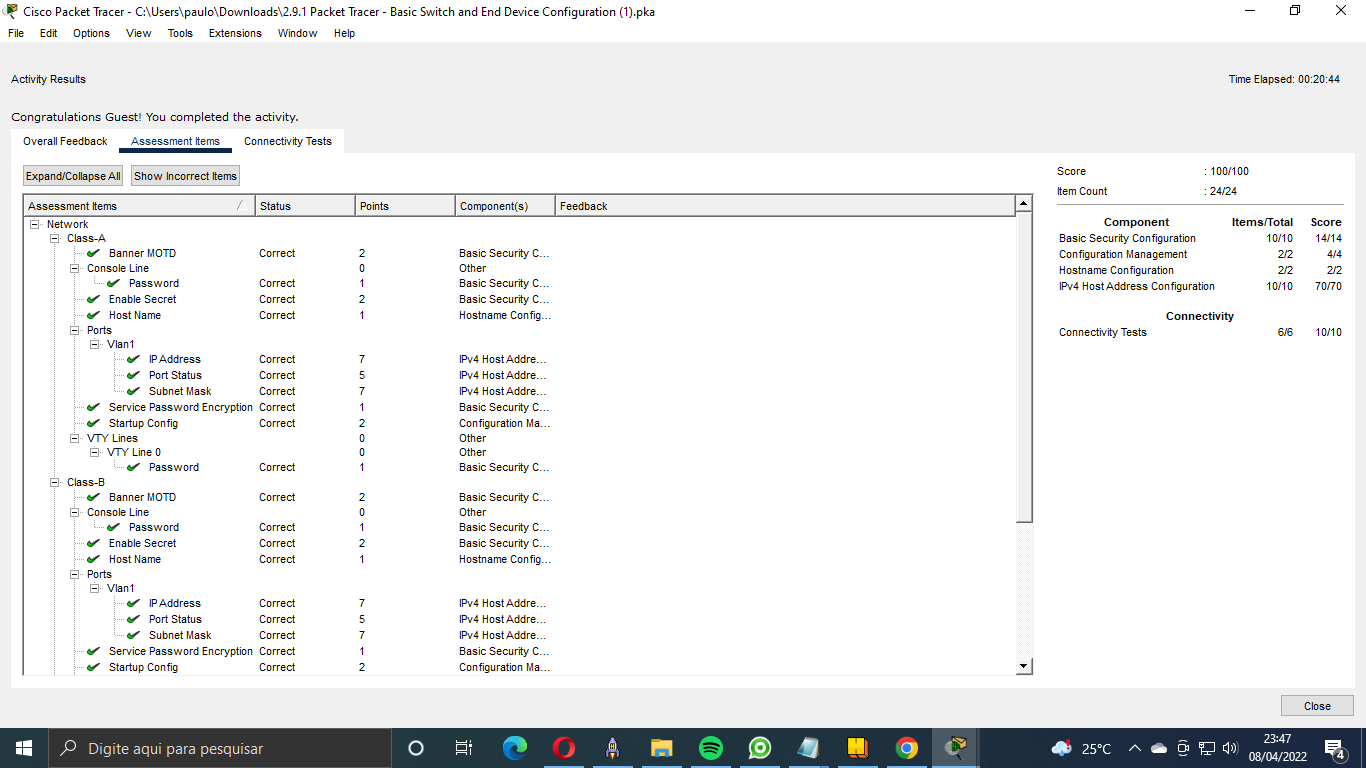 Cisco Packet Tracer - C:\Users\paulo\Downloads\2.9.1 Packet Tracer - Basic Switch and End Device Configuration (1).pka
File Edit Options View Tools Extensions Window Help
Activity Results
Time Elapsed: 00:20:44
Congratulations Guest! You completed the activity.
Overall Feedback Assessment Items Connectivity Tests
Expand/Collapse All Show Incorrect Items
Assessment Items Status Points Component(s) Feedback
Network
Class-A
Banner MOTD Correct 2 Basic Security C...
Console Line 0 Other
Password Correct 1 Basic Security C...
Enable Secret Correct 2 Basic Security C...
Host Name Correct 1 Hostname Config...
Ports
Vlan1
IP Address Correct 7 IPv4 Host Addre...
Port Status Correct 5 IPv4 Host Addre...
Subnet Mask Correct 7 IPv4 Host Addre...
Service Password Encryption Correct 1 Basic Security C...
Startup Config Correct 2 Configuration Ma...
VTY Lines 0 Other
VTY Line 0 0 Other
Password Correct 1 Basic Security C...
Class-B
Banner MOTD Correct 2 Basic Security C...
Console Line 0 Other
Password Correct 1 Basic Security C...
Enable Secret Correct 2 Basic Security C...
Host Name Correct 1 Hostname Config...
Ports
Vlan1
IP Address Correct 7 IPv4 Host Addre...
Port Status Correct 5 IPv4 Host Addre...
Subnet Mask Correct 7 IPv4 Host Addre...
Service Password Encryption Correct 1 Basic Security C...
Startup Config Correct 2 Configuration Ma...
Score : 100/100
Item Count : 24/24
Component Items/Total Score
Basic Security Configuration 10/10 14/14
Configuration Management 2/2 4/4
Hostname Configuration 2/2 2/2
IPv4 Host Address Configuration 10/10 70/70
Connectivity
Connectivity Tests 6/6 10/10
Close
Digite aqui para pesquisar
25°C
23:47
08/04/2022
4